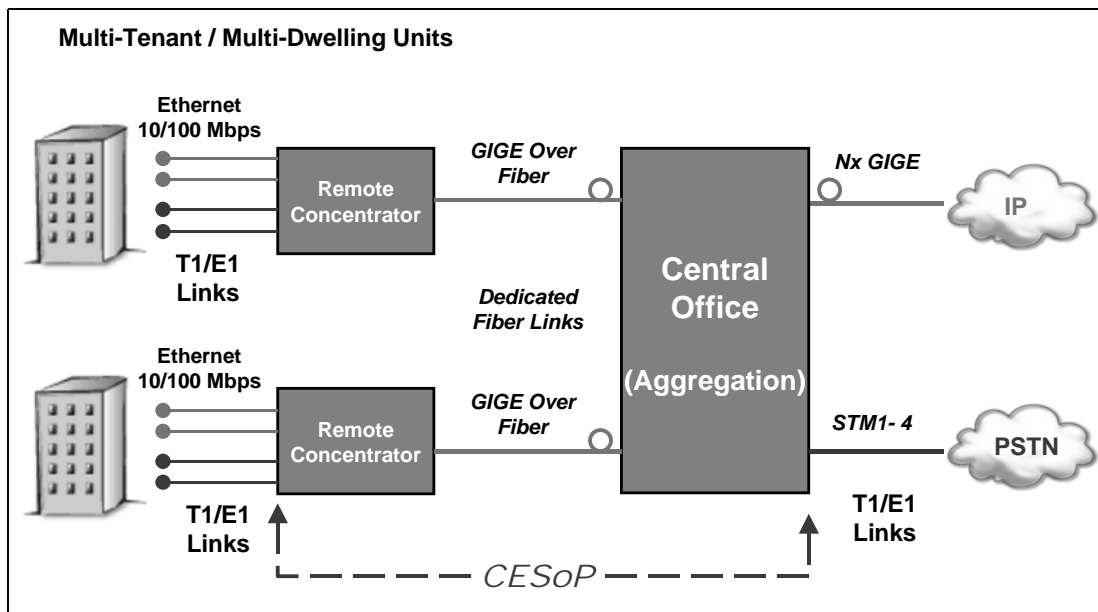 Multi-Tenant / Multi-Dwelling Units
Ethernet
10/100 Mbps
T1/E1
Links
Remote
Concentrator
GIGE Over
Fiber
Dedicated
Fiber Links
Ethernet
10/100 Mbps
T1/E1
Links
Remote
Concentrator
GIGE Over
Fiber
Central
Office
(Aggregation)
Nx GIGE
IP
STM1- 4
PSTN
T1/E1
Links
CESoP